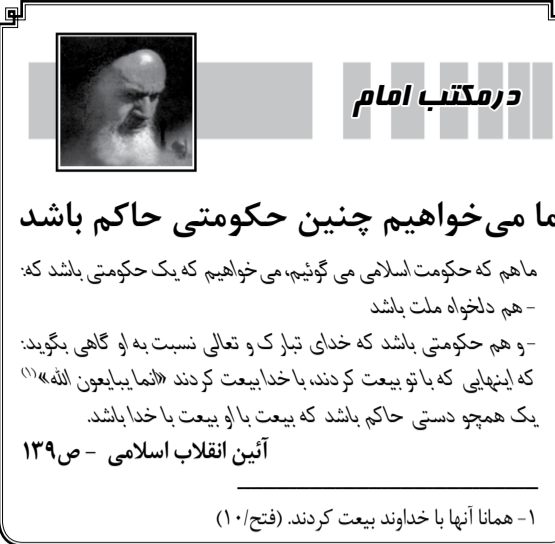 درمکتب امام
ما می‌خواهیم چنین حکومتی حاکم باشد
ماهم که حکومت اسلامی می گوئیم، می خواهیم که یک حکومتی باشد که:
- هم دلخواه ملت باشد
- و هم حکومتی باشد که خدای تبارک و تعالی نسبت به او گاهی بگوید:
که اینهایی که با تو بیعت کردند، با خدا بیعت کردند «انما یبایعون الله»(۱)
یک همچو دستی حاکم باشد که بیعت با او بیعت با خدا باشد.
آئین انقلاب اسلامی - ص۱۳۹
۱- همانا آنها با خداوند بیعت کردند. (فتح/۱۰)